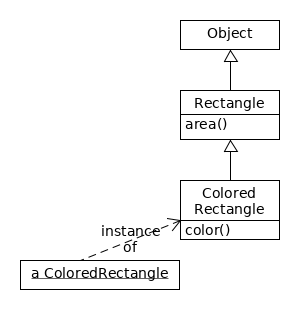 Object
Rectangle
area()
Colored
Rectangle
color()
instance
of
a ColoredRectangle